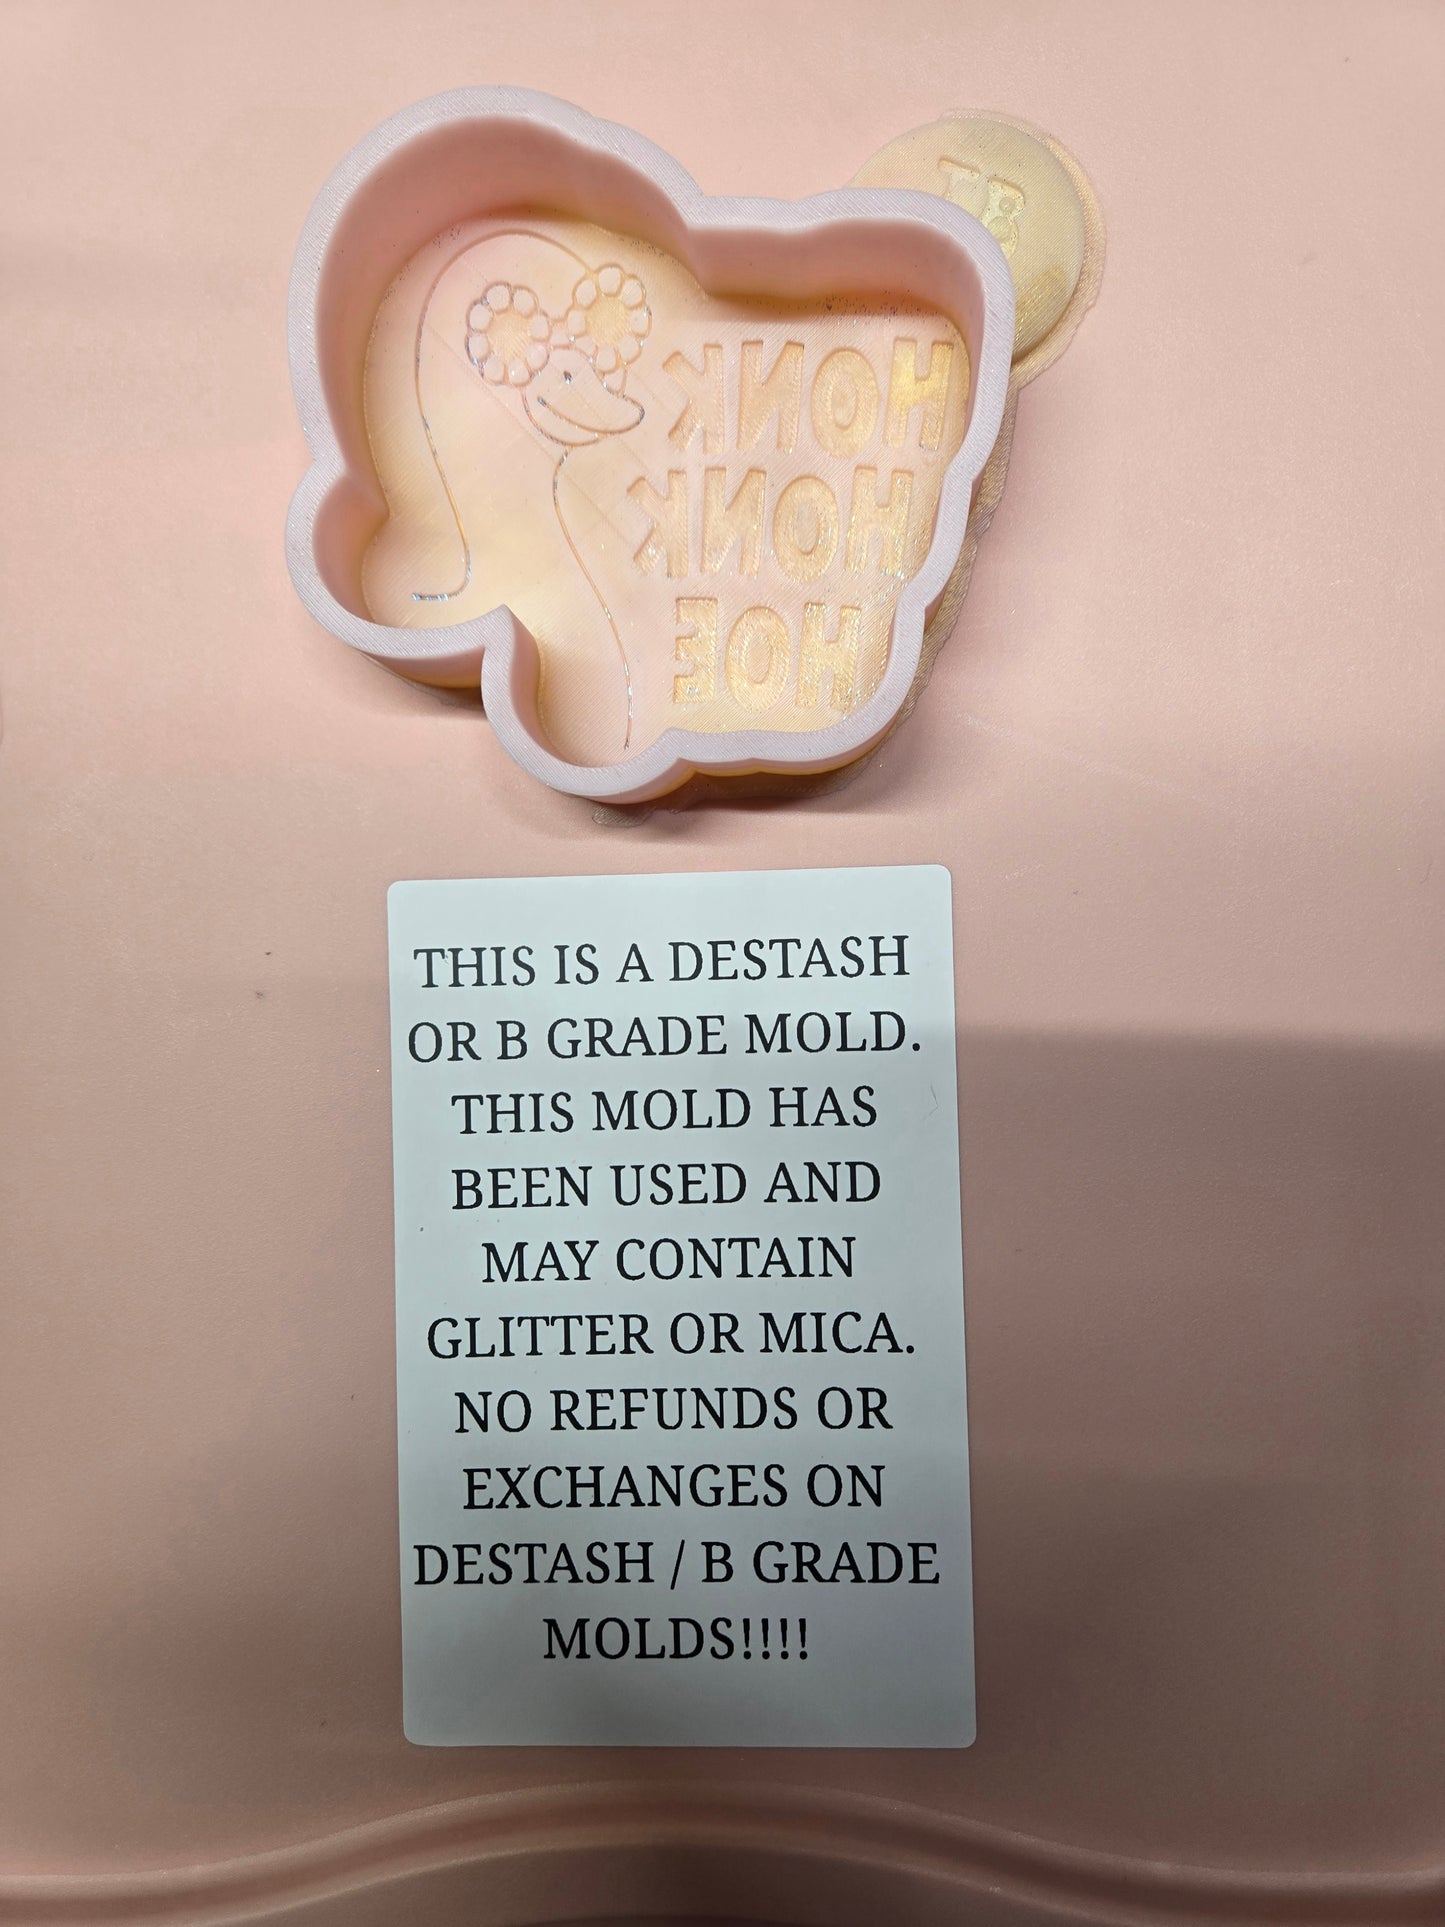 HONK
HONK
HOE
THIS IS A DESTASH
OR B GRADE MOLD.
THIS MOLD HAS
BEEN USED AND
MAY CONTAIN
GLITTER OR MICA.
NO REFUNDS OR
EXCHANGES ON
DESTASH / B GRADE
MOLDS!!!!